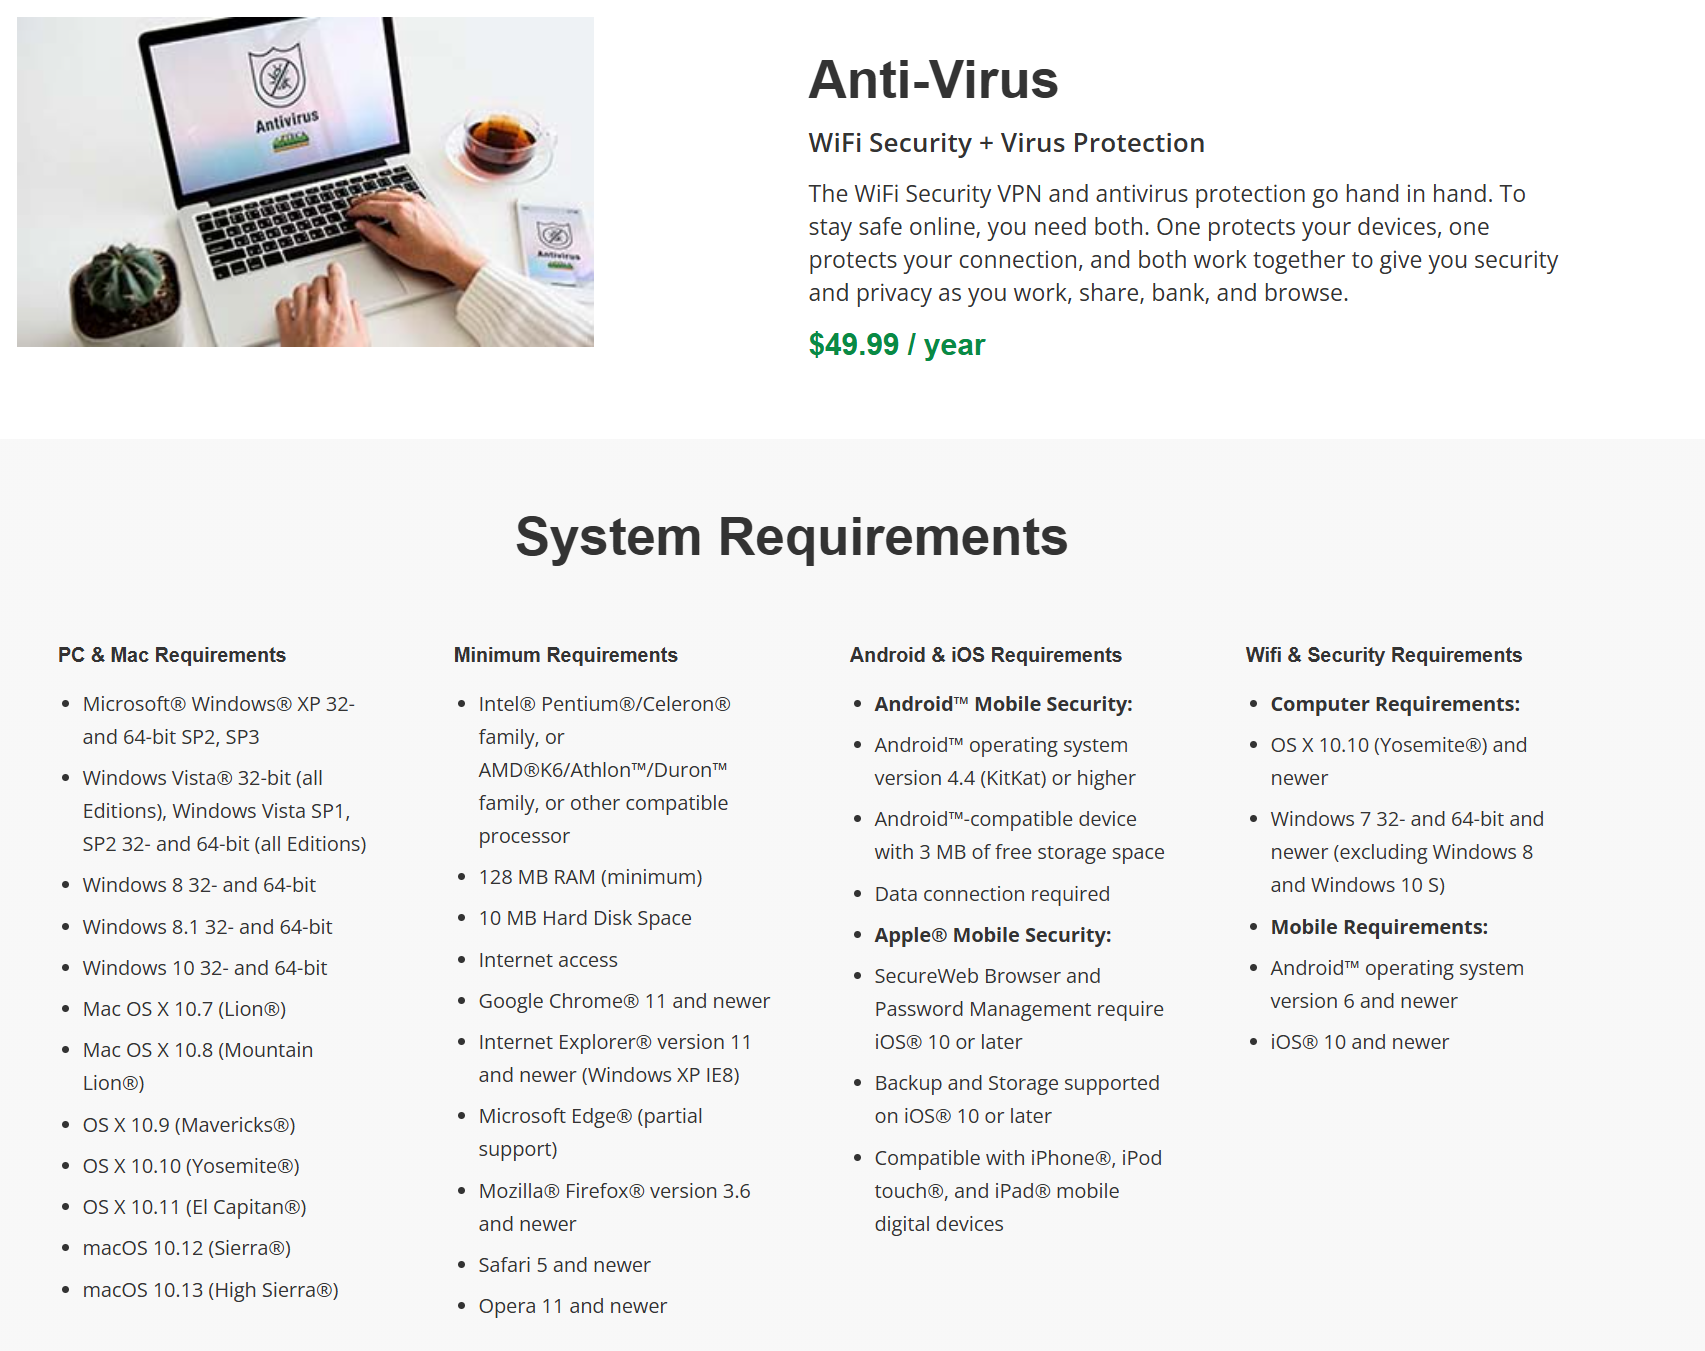 Antivirus
Antivirus
Anti-Virus
WiFi Security + Virus Protection
The WiFi Security VPN and antivirus protection go hand in hand. To
stay safe online, you need both. One protects your devices, one
protects your connection, and both work together to give you security
and privacy as you work, share, bank, and browse.
$49.99 / year
System Requirements
PC & Mac Requirements
• Microsoft® Windows® XP 32-
and 64-bit SP2, SP3
• Windows Vista® 32-bit (all
Editions), Windows Vista SP1,
SP2 32- and 64-bit (all Editions)
• Windows 8 32- and 64-bit
• Windows 8.1 32- and 64-bit
• Windows 10 32- and 64-bit
• Mac OS X 10.7 (Lion®)
• Mac OS X 10.8 (Mountain
Lion®)
• OS X 10.9 (Mavericks®)
• OS X 10.10 (Yosemite®)
• OS X 10.11 (El Capitan®)
• macOS 10.12 (Sierra®)
• macOS 10.13 (High Sierra®)
Minimum Requirements
• Intel® Pentium®/Celeron®
family, or
AMD®K6/Athlon™/Duron™
family, or other compatible
processor
• 128 MB RAM (minimum)
• 10 MB Hard Disk Space
• Internet access
• Google Chrome® 11 and newer
• Internet Explorer® version 11
and newer (Windows XP IE8)
• Microsoft Edge® (partial
support)
• Mozilla® Firefox® version 3.6
and newer
• Safari 5 and newer
• Opera 11 and newer
Android & iOS Requirements
• Android™ Mobile Security:
• Android™ operating system
version 4.4 (KitKat) or higher
• Android™-compatible device
with 3 MB of free storage space
• Data connection required
• Apple® Mobile Security:
• SecureWeb Browser and
Password Management require
iOS® 10 or later
• Backup and Storage supported
on iOS® 10 or later
• Compatible with iPhone®, iPod
touch®, and iPad® mobile
digital devices
Wifi & Security Requirements
• Computer Requirements:
• OS X 10.10 (Yosemite®) and
newer
• Windows 7 32- and 64-bit and
newer (excluding Windows 8
and Windows 10 S)
• Mobile Requirements:
• Android™ operating system
version 6 and newer
• iOS® 10 and newer